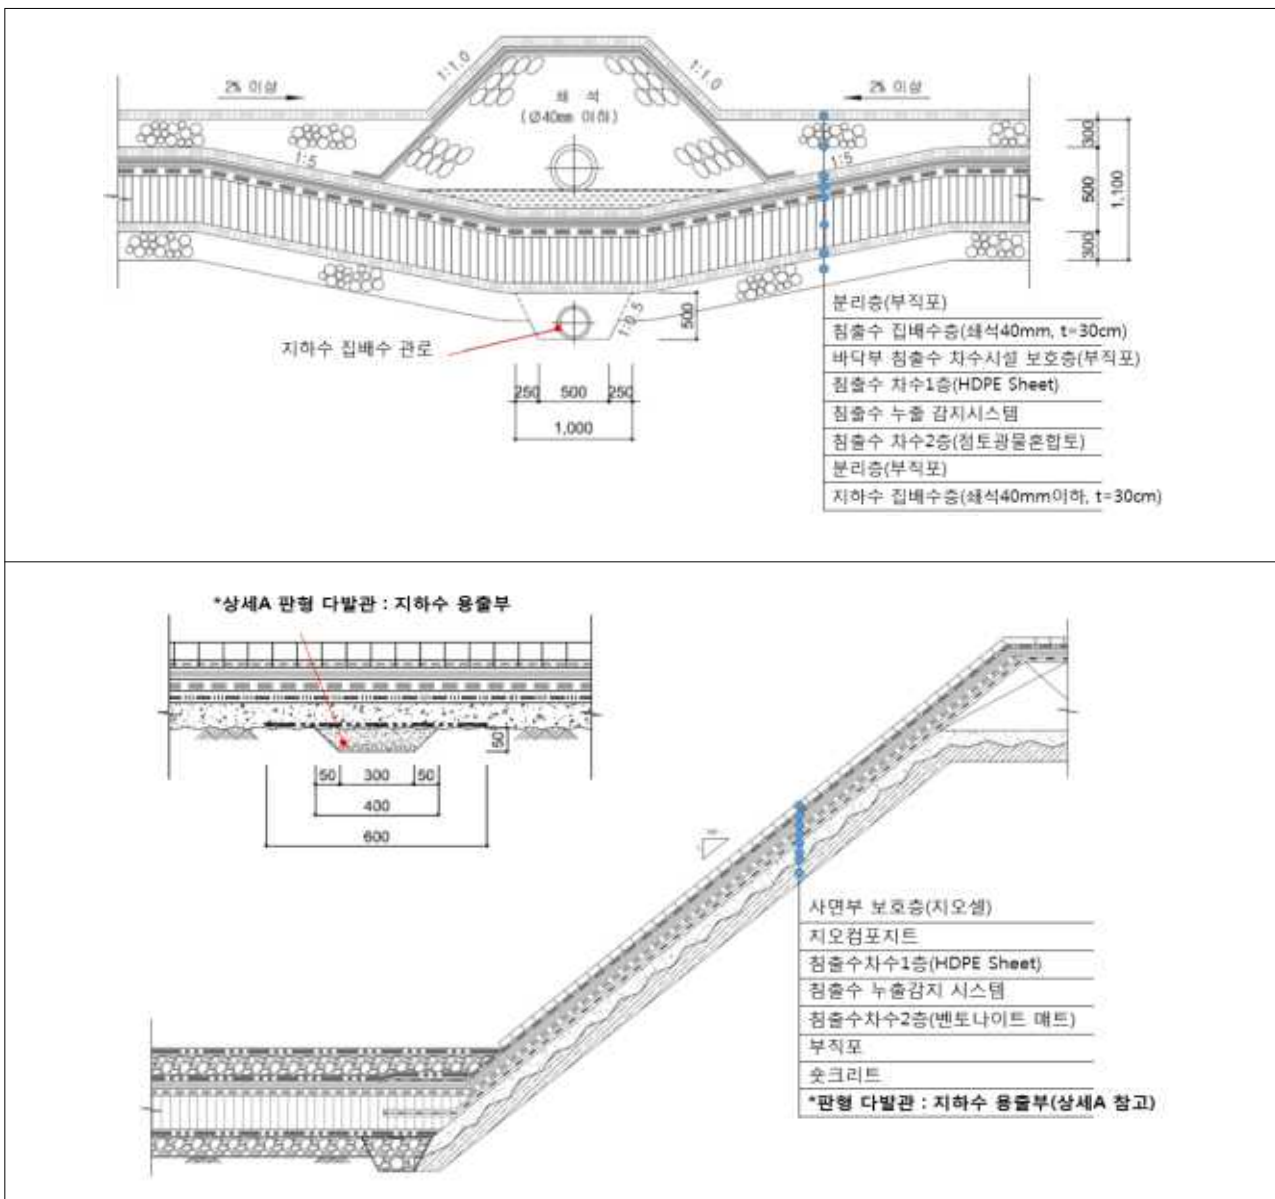 1:1.0
1:1.0
2% 이상
쇄 석
(Ø40mm 이하)
2% 이상
1:5
1:5
300
500
300
1,100
1:0.5
500
지하수 집배수 관로
250
500
250
1,000
분리층(부직포)
침출수 집배수층(쇄석40mm, t=30cm)
바닥부 침출수 차수시설 보호층(부직포)
침출수 차수1층(HDPE Sheet)
침출수 누출 감지시스템
침출수 차수2층(점토광물혼합토)
분리층(부직포)
지하수 집배수층(쇄석40mm이하, t=30cm)
*상세A 판형 다발관 : 지하수 용출부
50
50
300
50
400
600
사면부 보호층(지오셀)
지오컴포지트
침출수차수1층(HDPE Sheet)
침출수 누출감지 시스템
침출수차수2층(벤토나이트 매트)
부직포
숏크리트
*판형 다발관 : 지하수 용출부(상세A 참고)